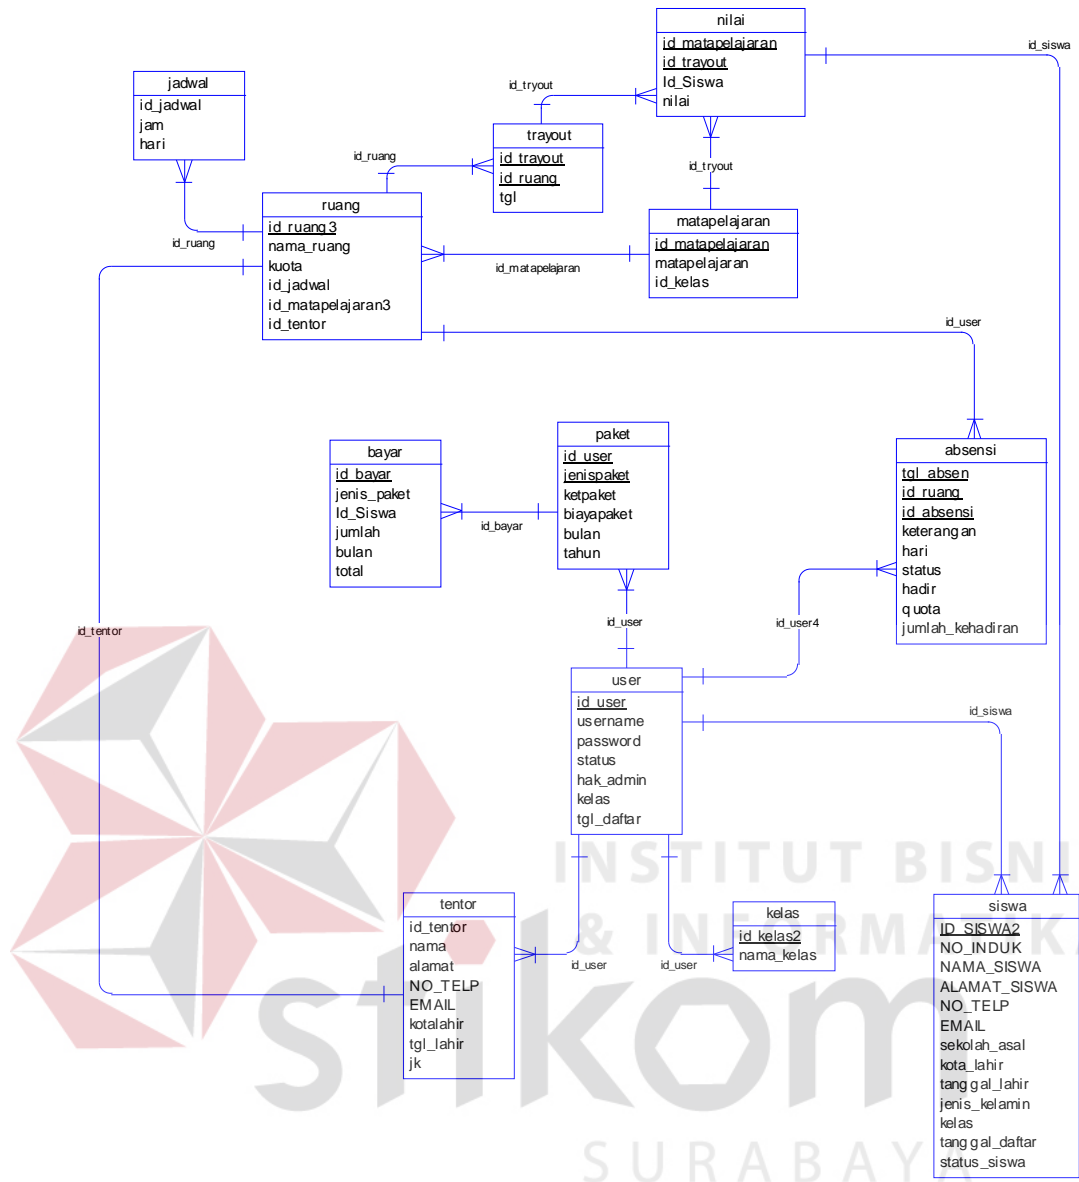 nilai
id_matapelajaran
id_trayout
Id_Siswa
nilai
id_siswa
jadwal
id_jadwal
jam
hari
id_tryout
trayout
id_trayout
id_ruang
tgl
id_ruang
id_tryout
ruang
id_ruang3
nama_ruang
kuota
id_jadwal
id_matapelajaran3
id_tentor
id_ruang
matapelajaran
id_matapelajaran
matapelajaran
id_kelas
id_matapelajaran
id_user
bayar
id_bayar
jenis_paket
Id_Siswa
jumlah
bulan
total
paket
id_user
jenispaket
ketpaket
biayapaket
bulan
tahun
id_bayar
absensi
tgl_absen
id_ruang
id_absensi
keterangan
hari
status
hadir
quota
jumlah_kehadiran
id_tentor
id_user
id_user4
user
id_user
username
password
status
hak_admin
kelas
tgl_daftar
id_siswa
INSTITUT BISNI
& INFORMATIKA
tentor
id_tentor
nama
alamat
NO_TELP
EMAIL
kotalahir
tgl_lahir
jk
id_user
id_user
kelas
id_kelas2
nama_kelas
siswa
ID_SISWA2
NO_INDUK
NAMA_SISWA
ALAMAT_SISWA
NO_TELP
EMAIL
sekolah_asal
kota_lahir
tanggal_lahir
jenis_kelamin
kelas
tanggal_daftar
status_siswa
stikom
SURABAYA